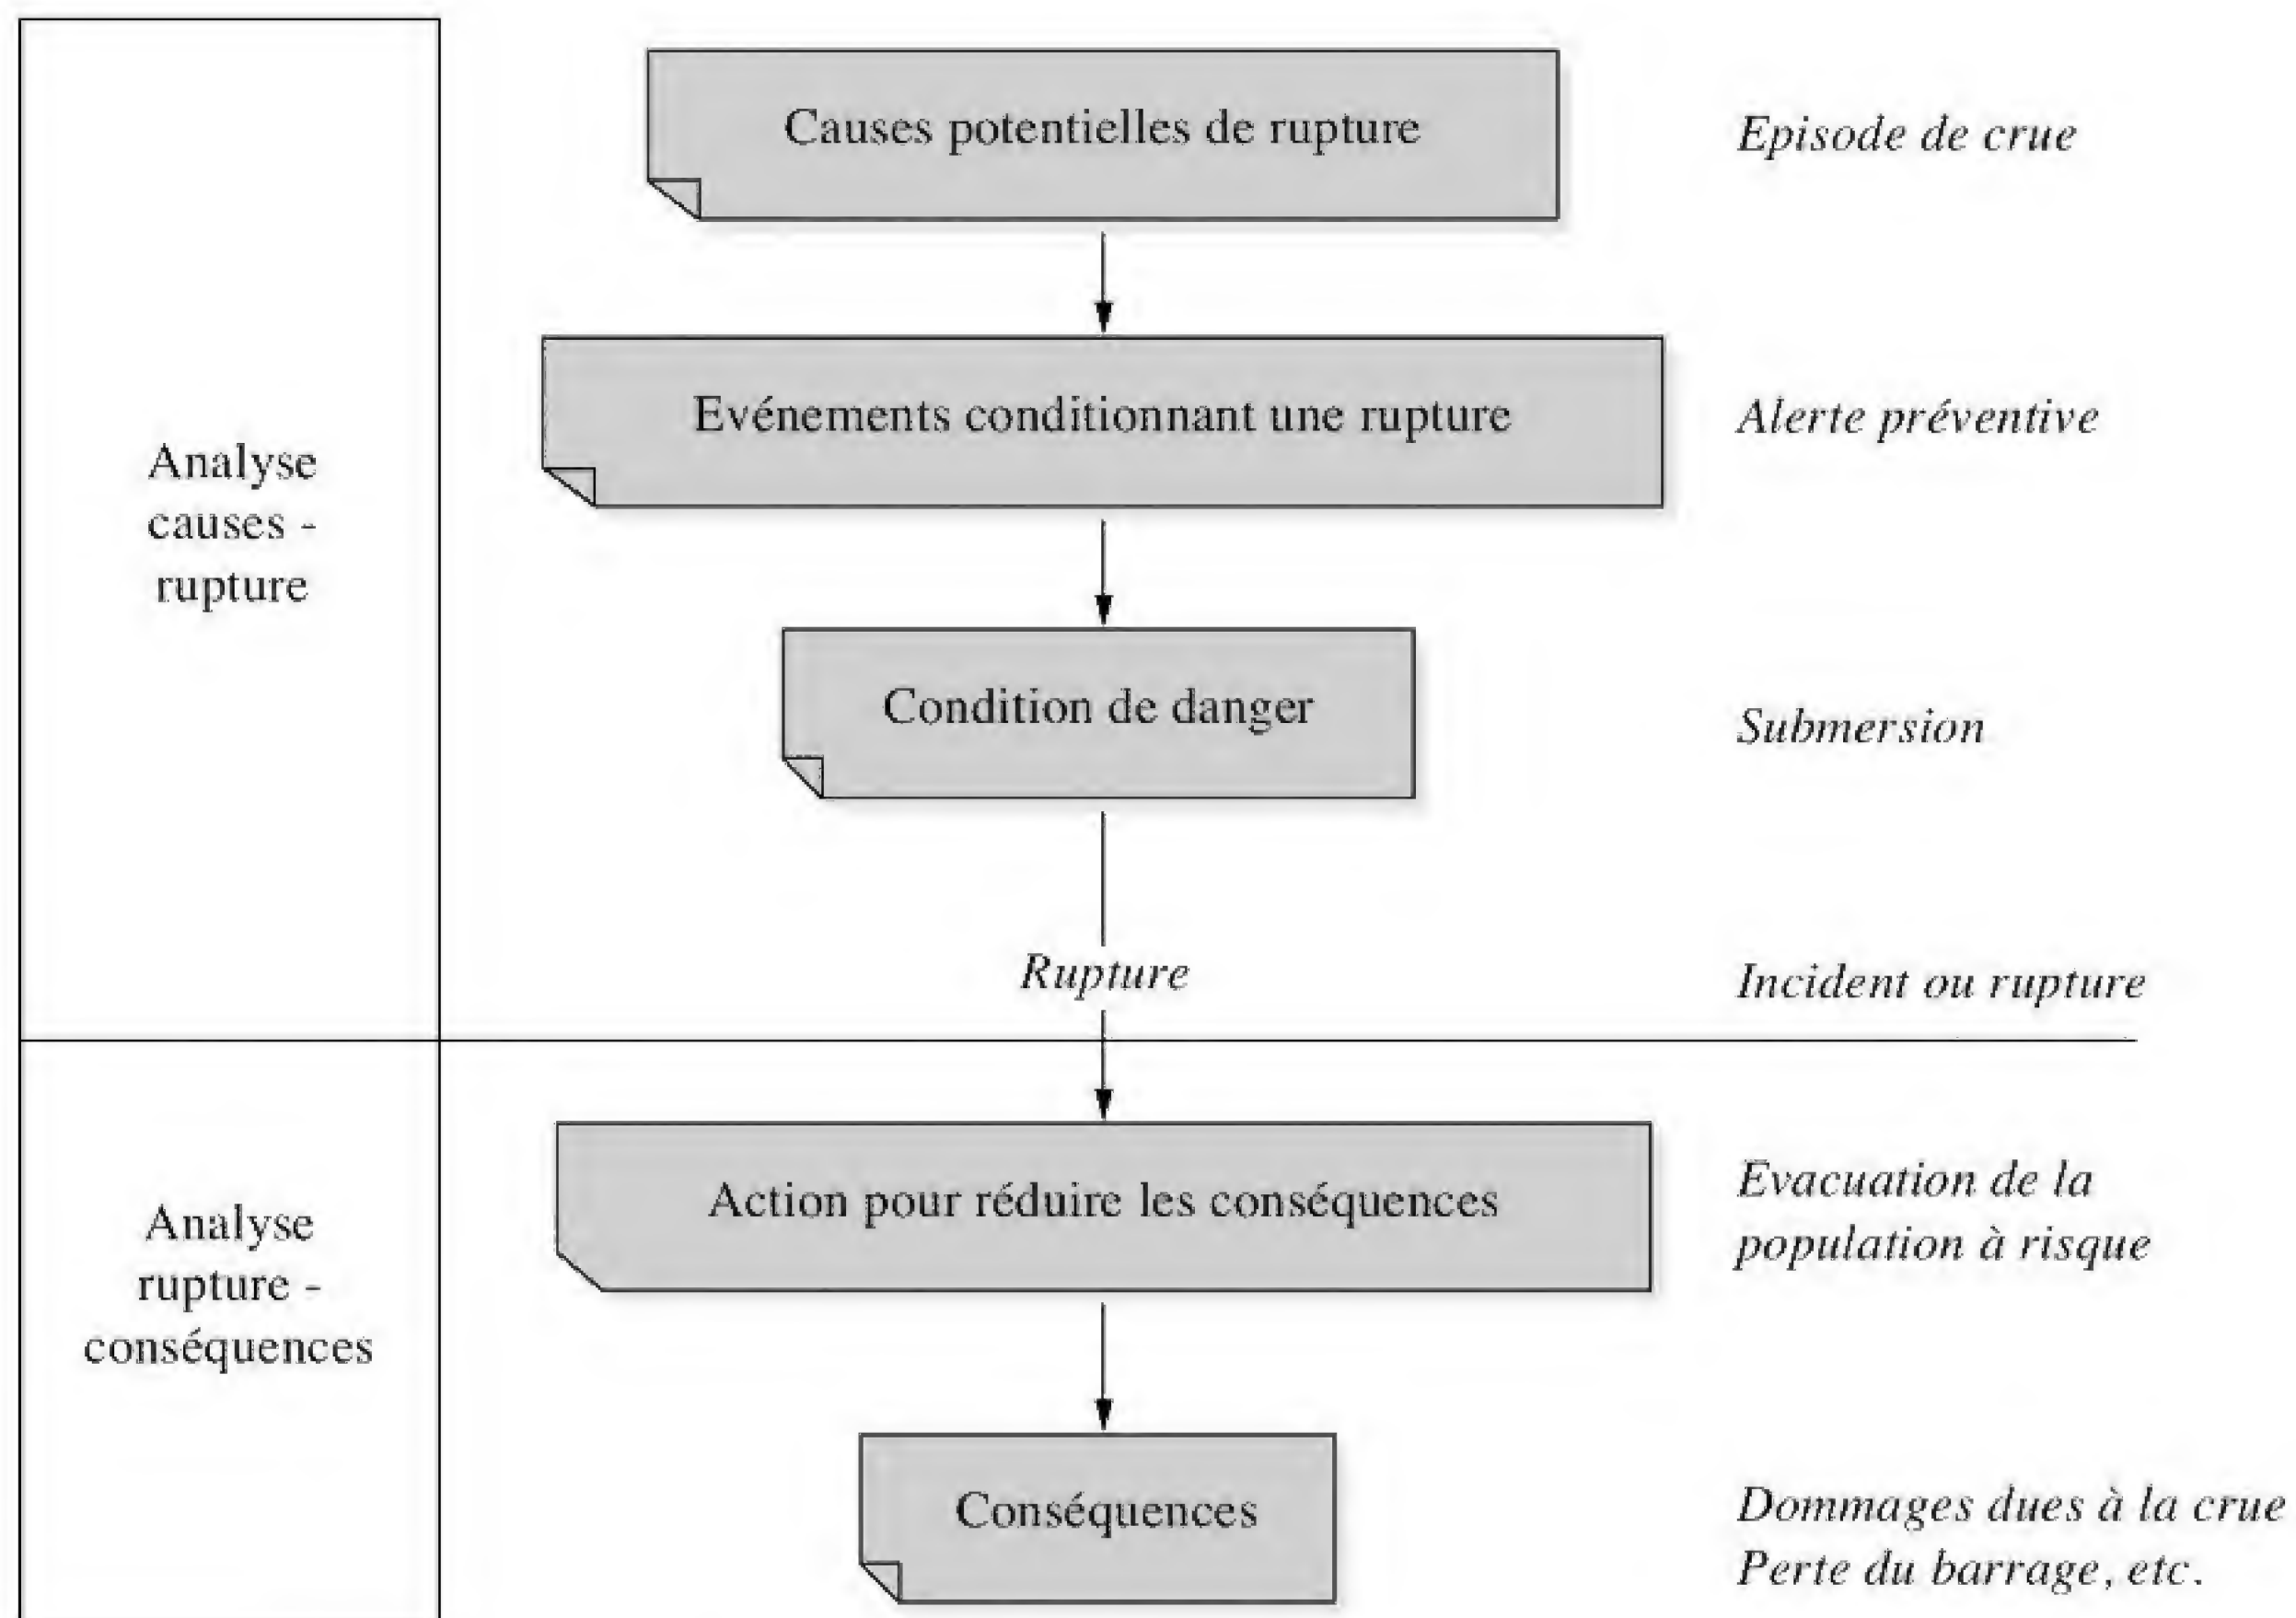 Causes potentielles de rupture
Episode de crue
Evénements conditionnant une rupture
Alerte préventive
Analyse
causes -
rupture
Condition de danger
Submersion
Rupture
Incident ou rupture
Action pour réduire les conséquences
Evacuation de la
population à risque
Analyse
rupture -
conséquences
Conséquences
Dommages dues à la crue
Perte du barrage, etc.